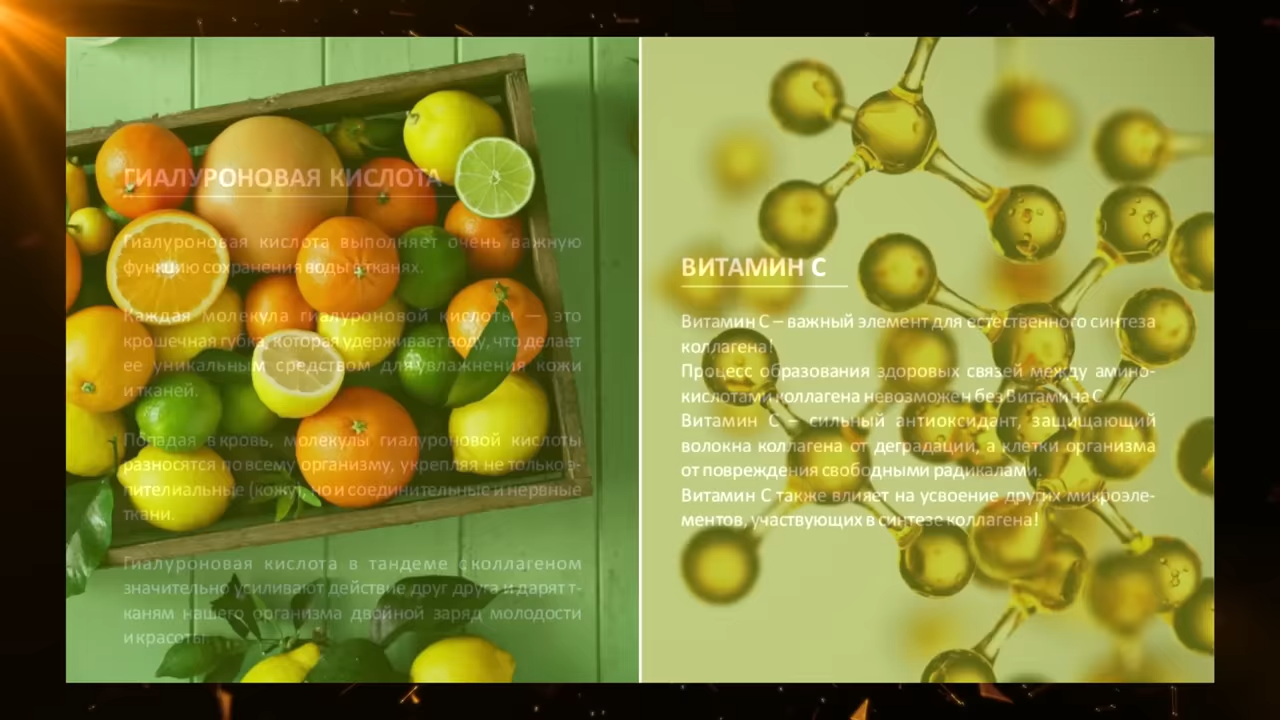 ГИАЛУРОНОВАЯ КИСЛОТА
Гиалуроновая кислота выполняет очень важную
функцию сохранения воды в тканях.
Каждая молекула гиалуроновой кислоты — это
крошечная губка, которая удерживает воду, что делает
ее уникальным средством для увлажнения кожи
и тканей.
Попадая в кровь, молекулы гиалуроновой кислоты
разносятся по всему организму, укрепляя не только э-
пителиальные (кожу), но и соединительные и нервные
ткани.
Гиалуроновая кислота в тандеме с коллагеном
значительно усиливают действие друг друга и дарят т-
каням нашего организма двойной заряд молодости
и красоты
ВИТАМИН С
Витамин С – важный элемент для естественного синтеза
коллагена!
Процесс образования здоровых связей между амино-
кислотами коллагена невозможен без Витамина С
Витамин С – сильный антиоксидант, защищающий
волокна коллагена от деградации, а клетки организма
от повреждения свободными радикалами.
Витамин С также влияет на усвоение других микроэле-
ментов, участвующих в синтезе коллагена!